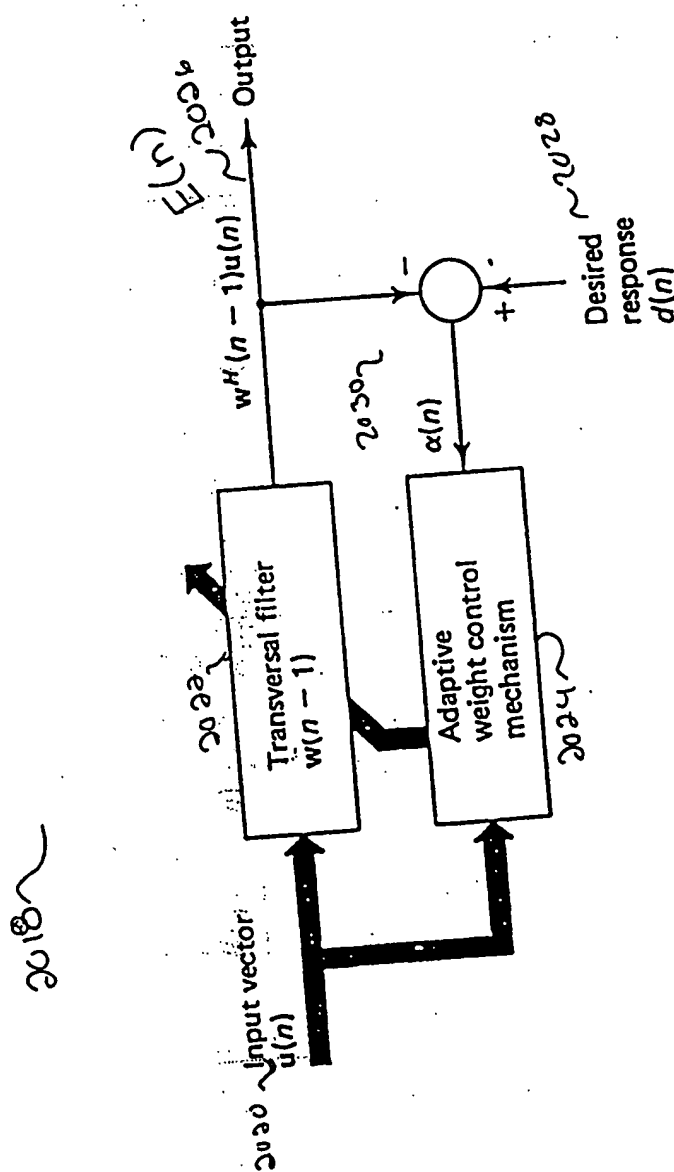 2018
2020
Input vector
u(n)
2022
Transversal filter
w(n − 1)
w^H(n − 1)u(n)
E(n)
2026
Output
−
+
2030
α(n)
Adaptive
weight control
mechanism
2024
Desired
response
d(n)
2028